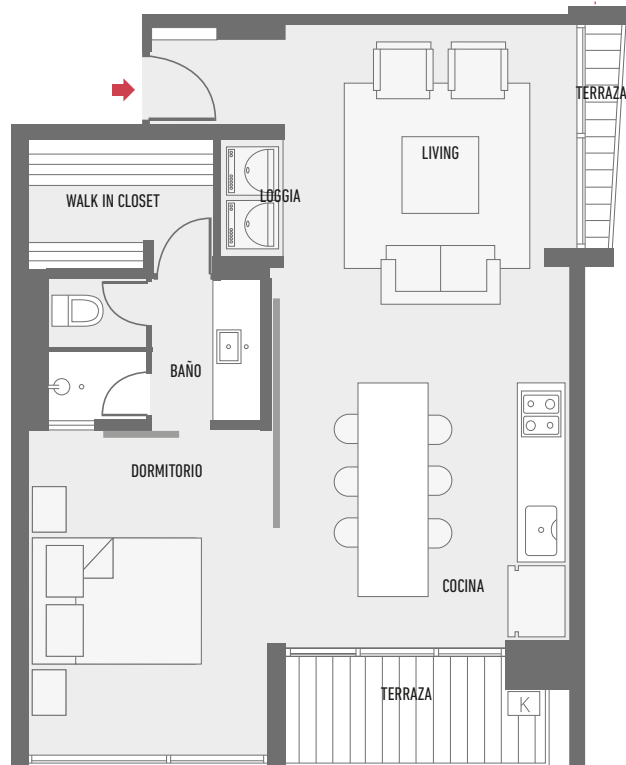 TERRAZA
LIVING
WALK IN CLOSET
LOGGIA
BAÑO
DORMITORIO
COCINA
TERRAZA
K